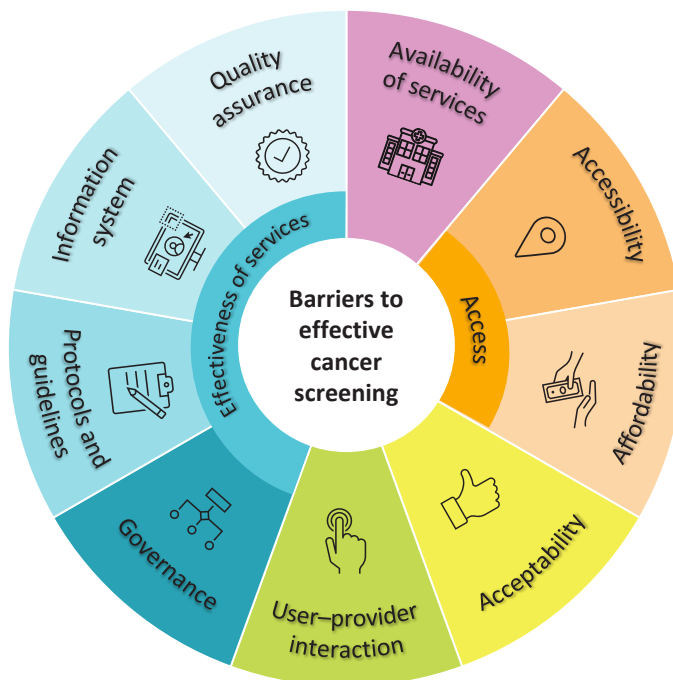 Barriers to
effective
cancer
screening
Availability
of services
Access
Accessibility
Affordability
Acceptability
User–provider
interaction
Effectiveness of services
Governance
Protocols and
guidelines
Information
system
Quality
assurance